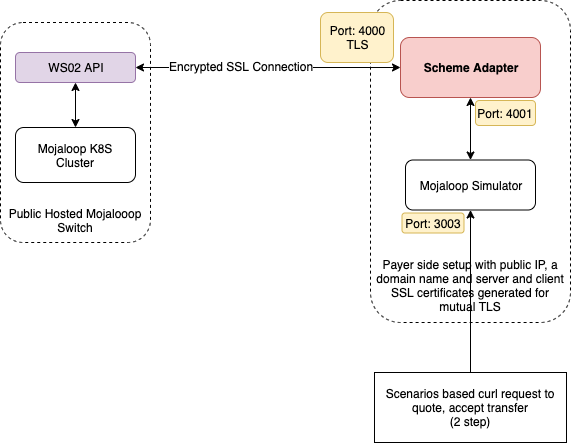 Port: 4000
TLS
WS02 API
Encrypted SSL Connection
Scheme Adapter
Port: 4001
Mojaloop K8S
Cluster
Mojaloop Simulator
Public Hosted Mojalooop
Switch
Port: 3003
Payer side setup with public IP, a
domain name and server and client
SSL certificates generated for
mutual TLS
Scenarios based curl request to
quote, accept transfer
(2 step)